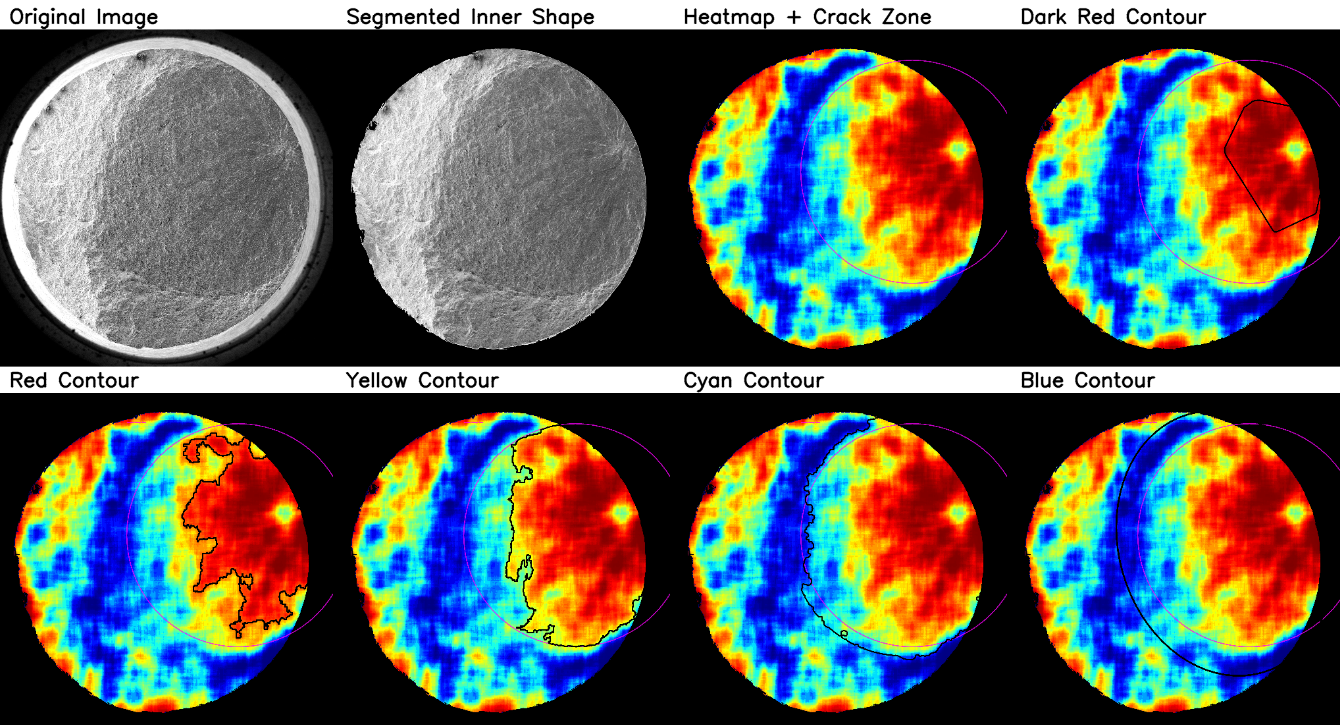 Original Image
Segmented Inner Shape
Heatmap + Crack Zone
Dark Red Contour
Red Contour
Yellow Contour
Cyan Contour
Blue Contour